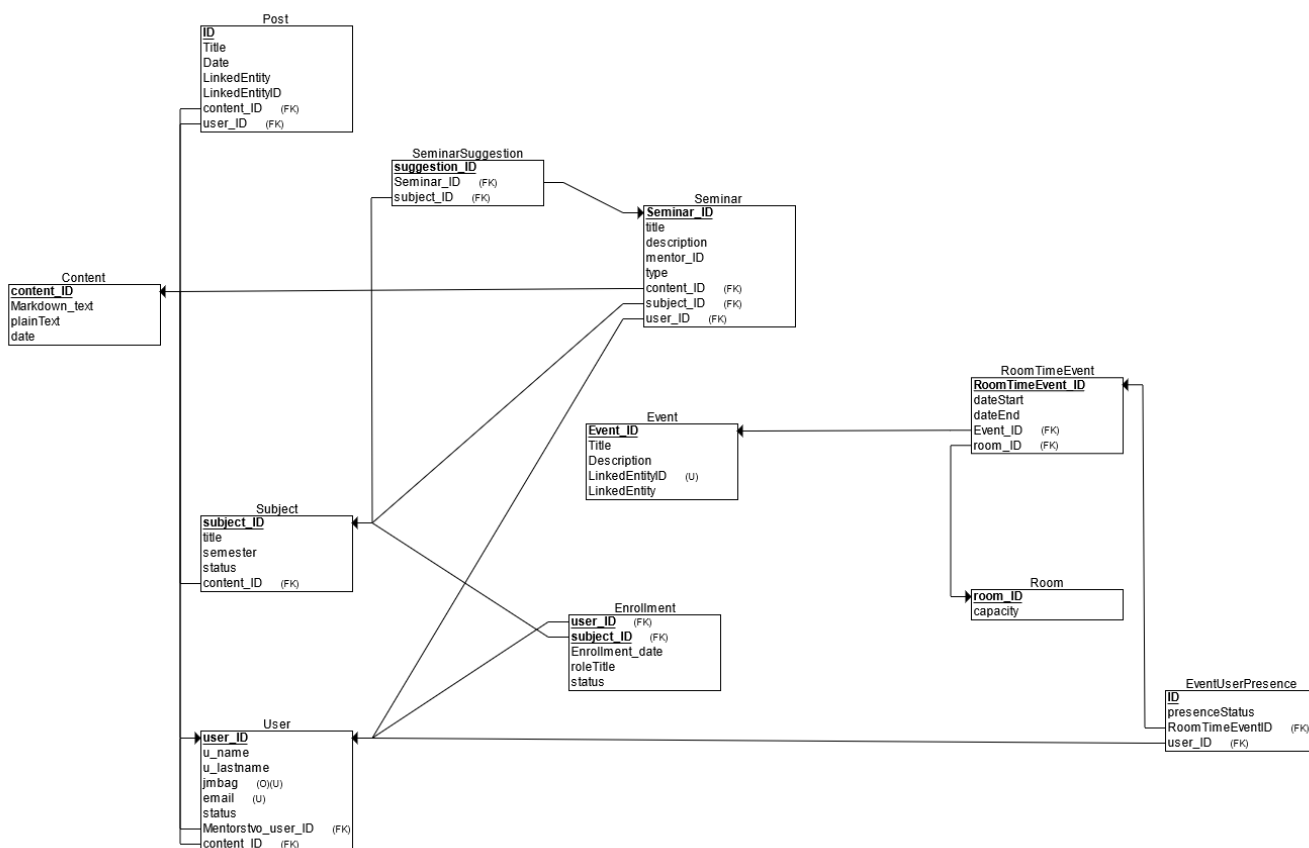 Post
ID
Title
Date
LinkedEntity
LinkedEntityID
content_ID (FK)
user_ID (FK)
SeminarSuggestion
suggestion_ID
Seminar_ID (FK)
subject_ID (FK)
Seminar
Seminar_ID
title
description
mentor_ID
type
content_ID (FK)
subject_ID (FK)
user_ID (FK)
Content
content_ID
Markdown_text
plainText
date
RoomTimeEvent
RoomTimeEvent_ID
dateStart
dateEnd
Event_ID (FK)
room_ID (FK)
Event
Event_ID
Title
Description
LinkedEntityID (U)
LinkedEntity
Subject
subject_ID
title
semester
status
content_ID (FK)
Room
room_ID
capacity
Enrollment
user_ID (FK)
subject_ID (FK)
Enrollment_date
roleTitle
status
EventUserPresence
ID
presenceStatus
RoomTimeEventID (FK)
user_ID (FK)
User
user_ID
u_name
u_lastname
jmbag (O)(U)
email (U)
status
Mentorstvo_user_ID (FK)
content_ID (FK)